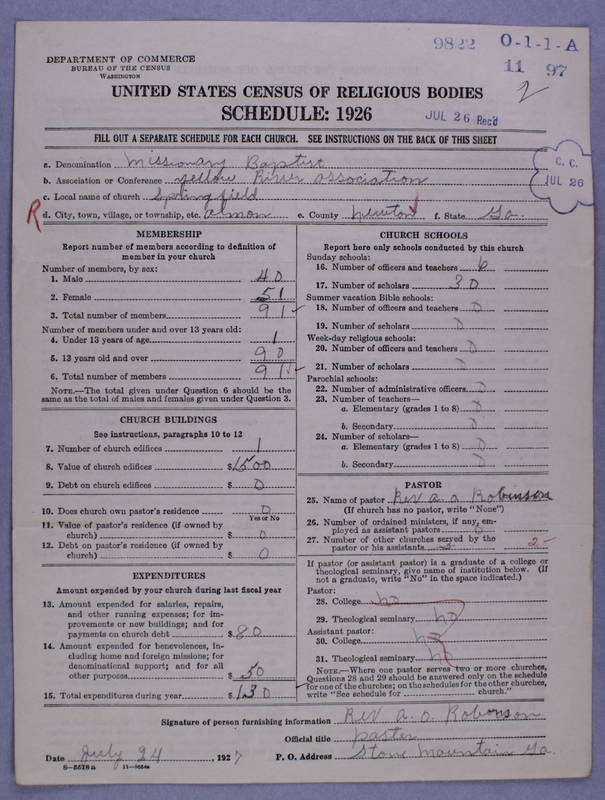 9822 O-1-1-A
11 97
2
DEPARTMENT OF COMMERCE
BUREAU OF THE CENSUS
WASHINGTON
UNITED STATES CENSUS OF RELIGIOUS BODIES
SCHEDULE: 1926
JUL 26 Rec'd
FILL OUT A SEPARATE SCHEDULE FOR EACH CHURCH. SEE INSTRUCTIONS ON THE BACK OF THIS SHEET
C. C.
JUL 26
a. Denomination Missionary Baptist
b. Association or Conference Yellow River association
c. Local name of church Springfield
R d. City, town, village, or township, etc. almon e. County Newton f. State Ga.
MEMBERSHIP
Report number of members according to definition of
member in your church
Number of members, by sex:
1. Male 40
2. Female 51
3. Total number of members 91
Number of members under and over 13 years old:
4. Under 13 years of age 1
5. 13 years old and over 90
6. Total number of members 91
NOTE.—The total given under Question 6 should be
same as the total of males and females given under Question 3.
CHURCH BUILDINGS
See instructions, paragraphs 10 to 12
7. Number of church edifices 1
8. Value of church edifices $1500
9. Debt on church edifices $0
10. Does church own pastor's residence 0
Yes or No
11. Value of pastor's residence (if owned by
church) $0
12. Debt on pastor's residence (if owned by
church) $0
EXPENDITURES
Amount expended by your church during last fiscal year
13. Amount expended for salaries, repairs,
and other running expenses; for im-
provements or new buildings; and for
payments on church debt $80
14. Amount expended for benevolences, in-
cluding home and foreign missions; for
denominational support; and for all
other purposes $50
15. Total expenditures during year $130
CHURCH SCHOOLS
Report here only schools conducted by this church
Sunday schools:
16. Number of officers and teachers 6
17. Number of scholars 30
Summer vacation Bible schools:
18. Number of officers and teachers 0
19. Number of scholars 0
Week-day religious schools:
20. Number of officers and teachers 0
21. Number of scholars 0
Parochial schools:
22. Number of administrative officers 0
23. Number of teachers—
a. Elementary (grades 1 to 8) 0
b. Secondary 0
24. Number of scholars—
a. Elementary (grades 1 to 8) 0
b. Secondary 0
PASTOR
25. Name of pastor Rev a. o Robinson
(If church has no pastor, write "None")
26. Number of ordained ministers, if any, em-
ployed as assistant pastors 0
27. Number of other churches served by the
pastor or his assistants 3 2
If pastor (or assistant pastor) is a graduate of a college or
theological seminary, give name of institution below. (If
not a graduate, write "No" in the space indicated.)
Pastor:
28. College no
29. Theological seminary no
Assistant pastor:
30. College no
31. Theological seminary no
NOTE.—Where one pastor serves two or more churches,
Questions 28 and 29 should be answered only on the schedule
for one of the churches; on the schedules for the other churches,
write "See schedule for church."
Signature of person furnishing information Rev a. o. Robonson
Official title paster
Date July 24, 1927 P. O. Address Stone Mountain Ga.
8—5518a 11—9554a